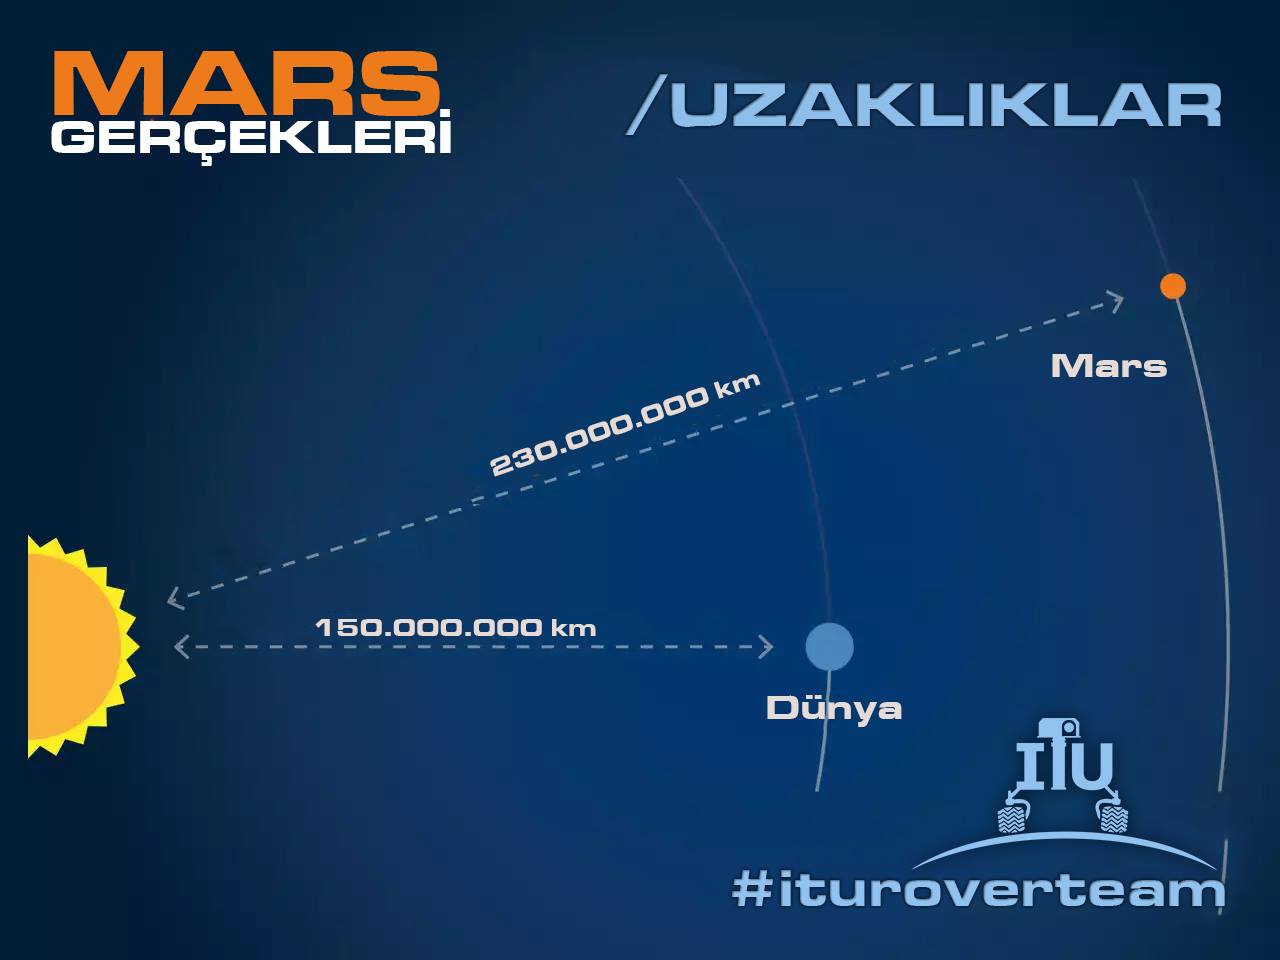 MARS
GERÇEKLERİ
/UZAKLIKLAR
Mars
230.000.000 km
150.000.000 km
Dünya
ITU
#ituroverteam